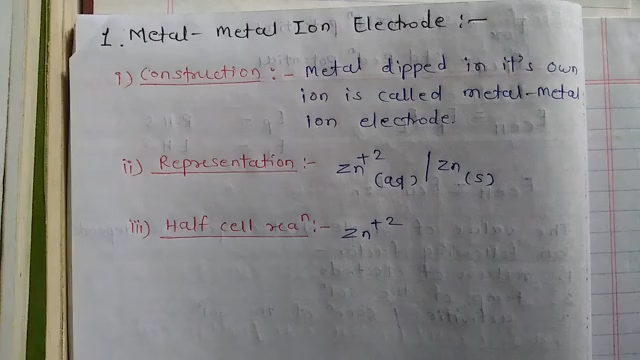 1. Metal- metal Ion Electrode :-
i) Construction :- Metal dipped in it's own
ion is called metal-metal
ion electrode.
ii) Representation :- Zn+2(aq) / Zn(s)
iii) Half cell reaⁿ :- Zn+2